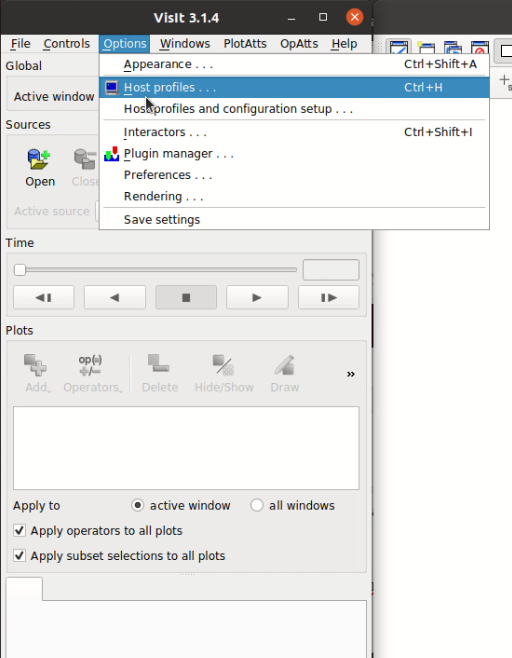 VisIt 3.1.4
File Controls Options Windows PlotAtts OpAtts Help
Global
Active window
Appearance . . . Ctrl+Shift+A
Host profiles . . . Ctrl+H
Host profiles and configuration setup . . .
Interactors . . . Ctrl+Shift+I
Plugin manager . . .
Preferences . . .
Rendering . . .
Save settings
Sources
Open Close
Active source
Time
Plots
op(=)
+/−
Add Operators Delete Hide/Show Draw
»
Apply to active window all windows
Apply operators to all plots
Apply subset selections to all plots